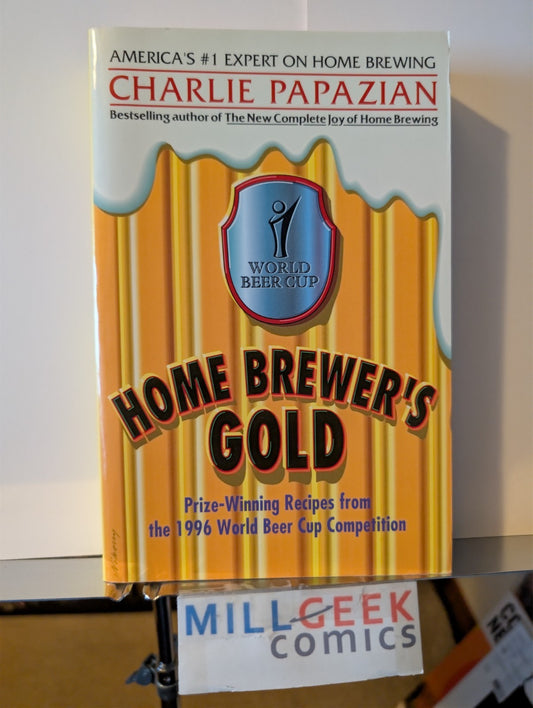 AMERICA'S #1 EXPERT ON HOME BREWING
CHARLIE PAPAZIAN
Bestselling author of The New Complete Joy of Home Brewing
WORLD
BEER CUP
HOME BREWER'S
GOLD
Prize-Winning Recipes from
the 1996 World Beer Cup Competition
MILL GEEK
comics